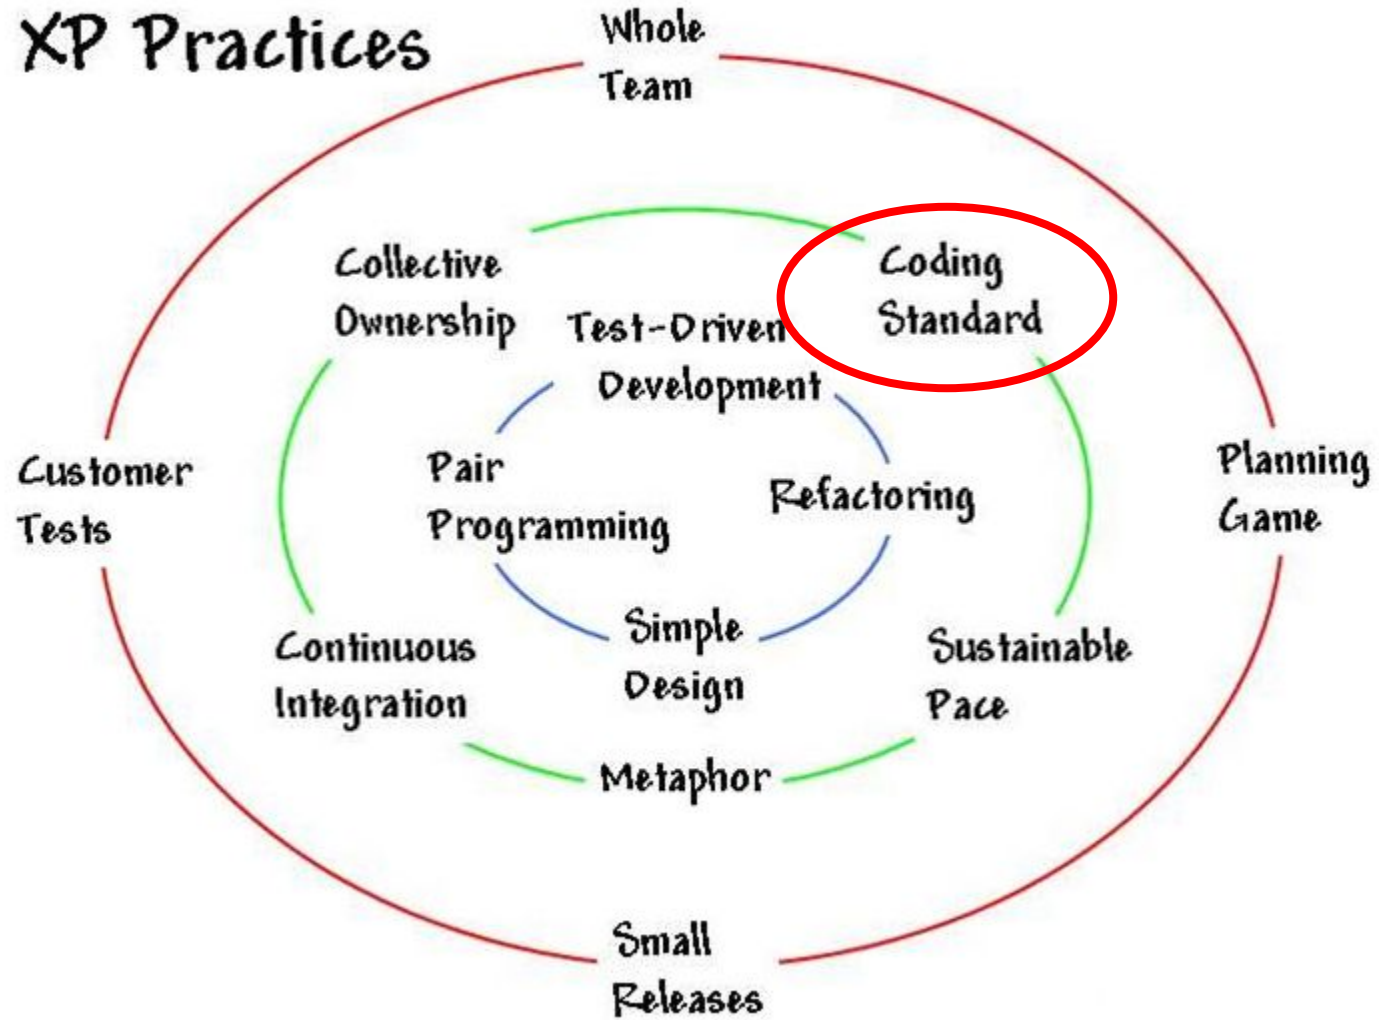 XP Practices
Whole
Team
Collective
Ownership
Coding
Standard
Test-Driven
Development
Customer
Tests
Pair
Programming
Refactoring
Planning
Game
Continuous
Integration
Simple
Design
Sustainable
Pace
Metaphor
Small
Releases